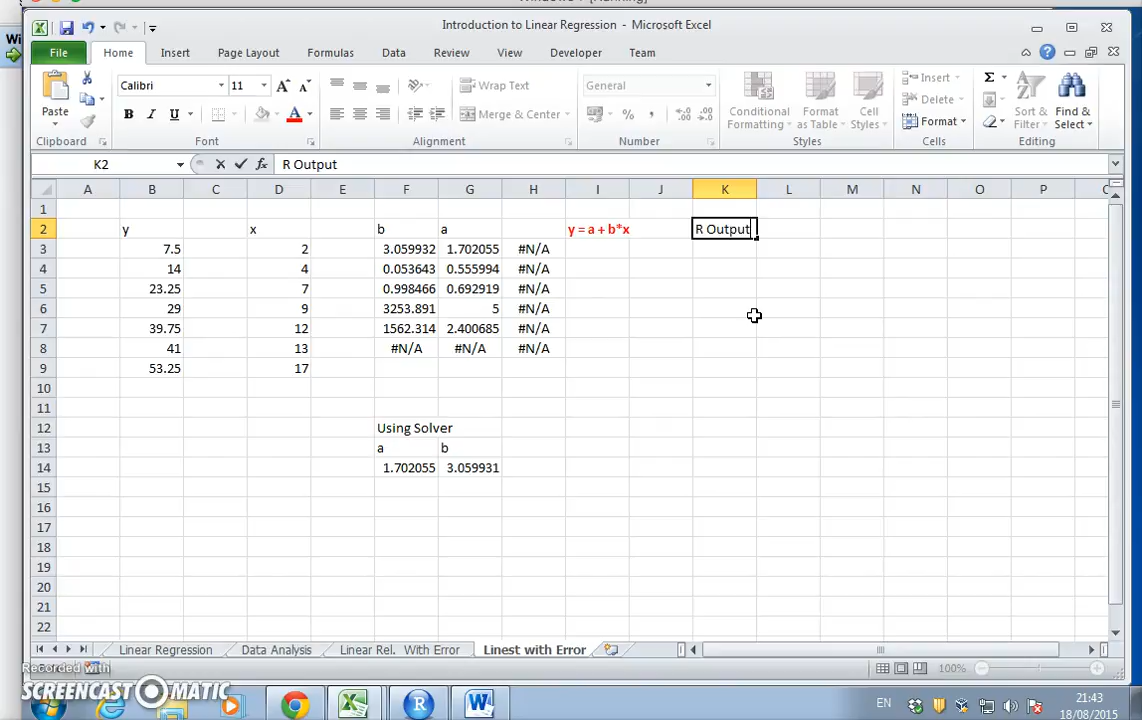 Introduction to Linear Regression - Microsoft Excel
File Home Insert Page Layout Formulas Data Review View Developer Team
Calibri 11 Wrap Text General Insert Σ
Paste B I U Merge & Center % , Conditional Formatting Format as Table Cell Styles Delete Format Sort & Filter Find & Select
Clipboard Font Alignment Number Styles Cells Editing
K2 fx R Output
A B C D E F G H I J K L M N O P
1
2 y x b a y = a + b*x R Output
3 7.5 2 3.059932 1.702055 #N/A
4 14 4 0.053643 0.555994 #N/A
5 23.25 7 0.998466 0.692919 #N/A
6 29 9 3253.891 5 #N/A
7 39.75 12 1562.314 2.400685 #N/A
8 41 13 #N/A #N/A #N/A
9 53.25 17
10
11
12 Using Solver
13 a b
14 1.702055 3.059931
15
16
17
18
19
20
21
22
Linear Regression Data Analysis Linear Rel. With Error Linest with Error
Recorded with 100%
SCREENCAST MATIC
EN 21:43
18/08/2015